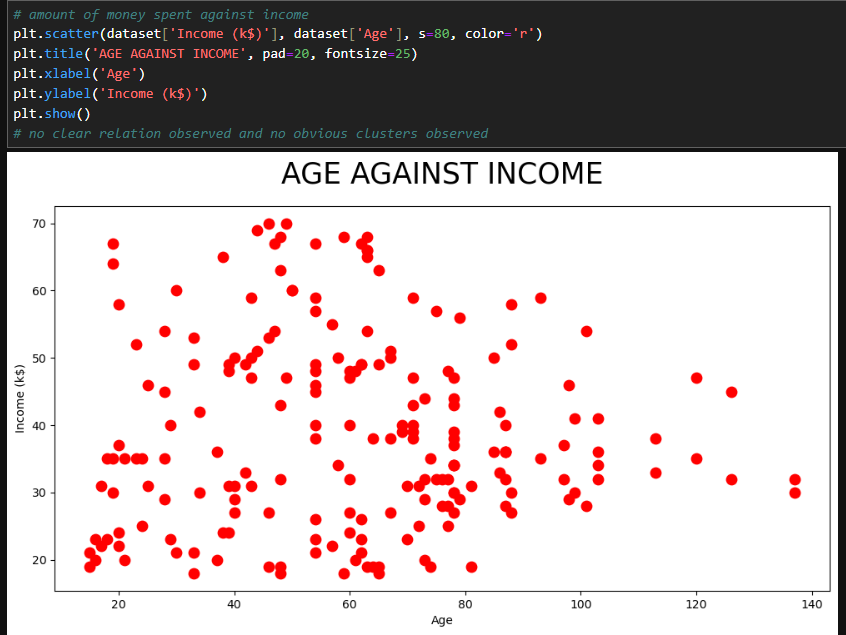 # amount of money spent against income
plt.scatter(dataset['Income (k$)'], dataset['Age'], s=80, color='r')
plt.title('AGE AGAINST INCOME', pad=20, fontsize=25)
plt.xlabel('Age')
plt.ylabel('Income (k$)')
plt.show()
# no clear relation observed and no obvious clusters observed
AGE AGAINST INCOME
70
60
50
40
30
20
Income (k$)
20 40 60 80 100 120 140
Age